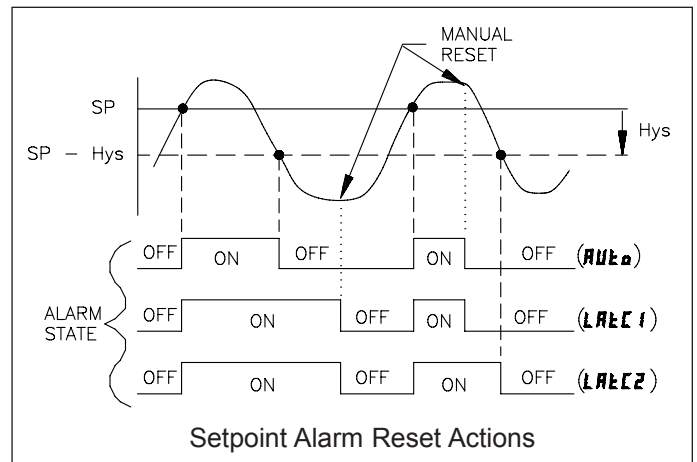 MANUAL
RESET
SP
Hys
SP - Hys
OFF ON OFF ON OFF (AUto)
ALARM
STATE
OFF ON OFF ON OFF (LAtC1)
OFF ON OFF ON OFF (LAtC2)
Setpoint Alarm Reset Actions